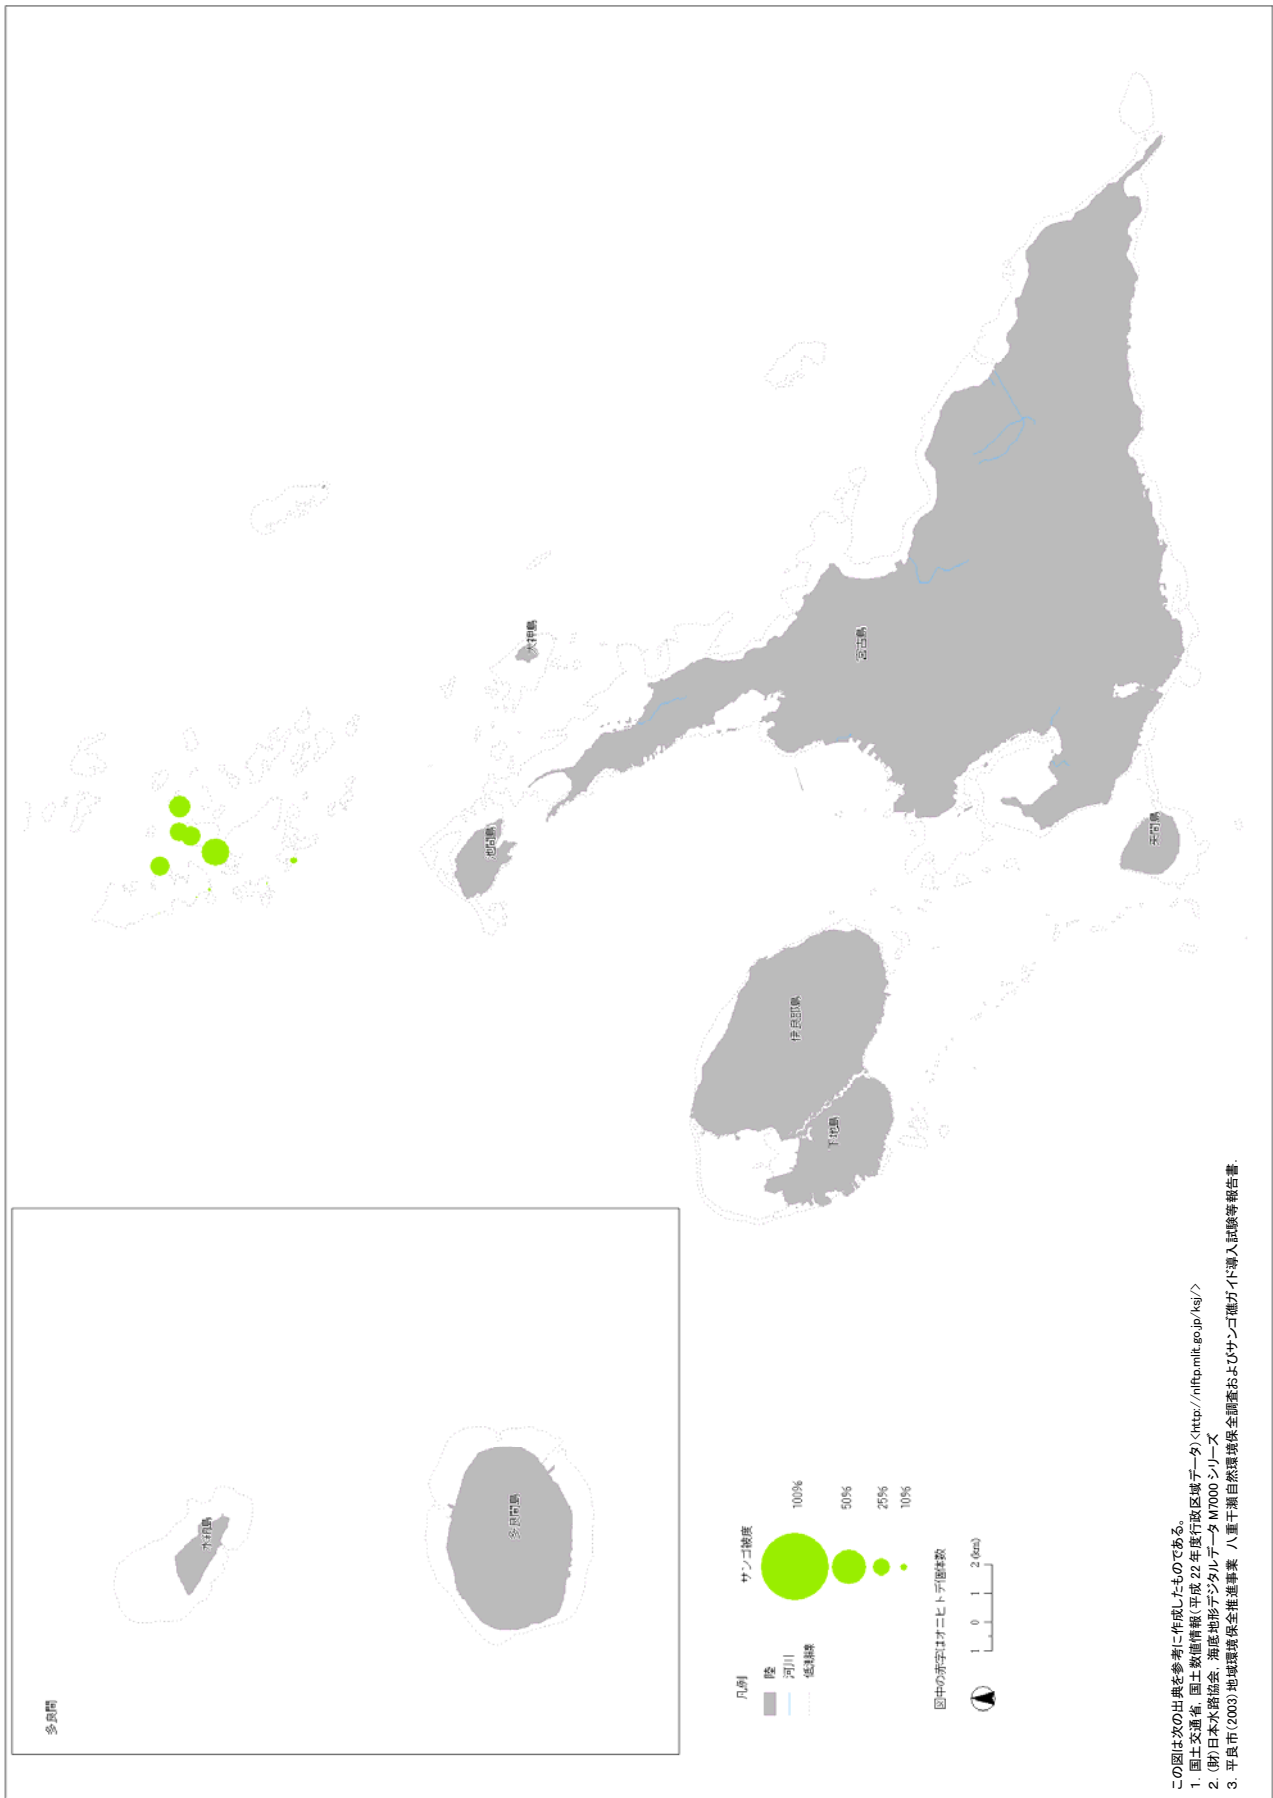 多良間
水納島
多良間島
池間島
大神島
宮古島
伊良部島
下地島
来間島
凡例
陸
河川
低潮線
サンゴ被度
100%
50%
25%
10%
図中の赤字はオニヒトデ個体数
1 0 1 2 (km)
この図は次の出典を参考に作成したものである。
1. 国土交通省, 国土数値情報(平成 22 年度行政区域データ)<http://nlftp.mlit.go.jp/ksj/>
2. (財)日本水路協会、海底地形デジタルデータ M7000 シリーズ
3. 平良市(2003)地域環境保全推進事業 八重干瀬自然環境保全調査およびサンゴ礁ガイド導入試験等報告書.